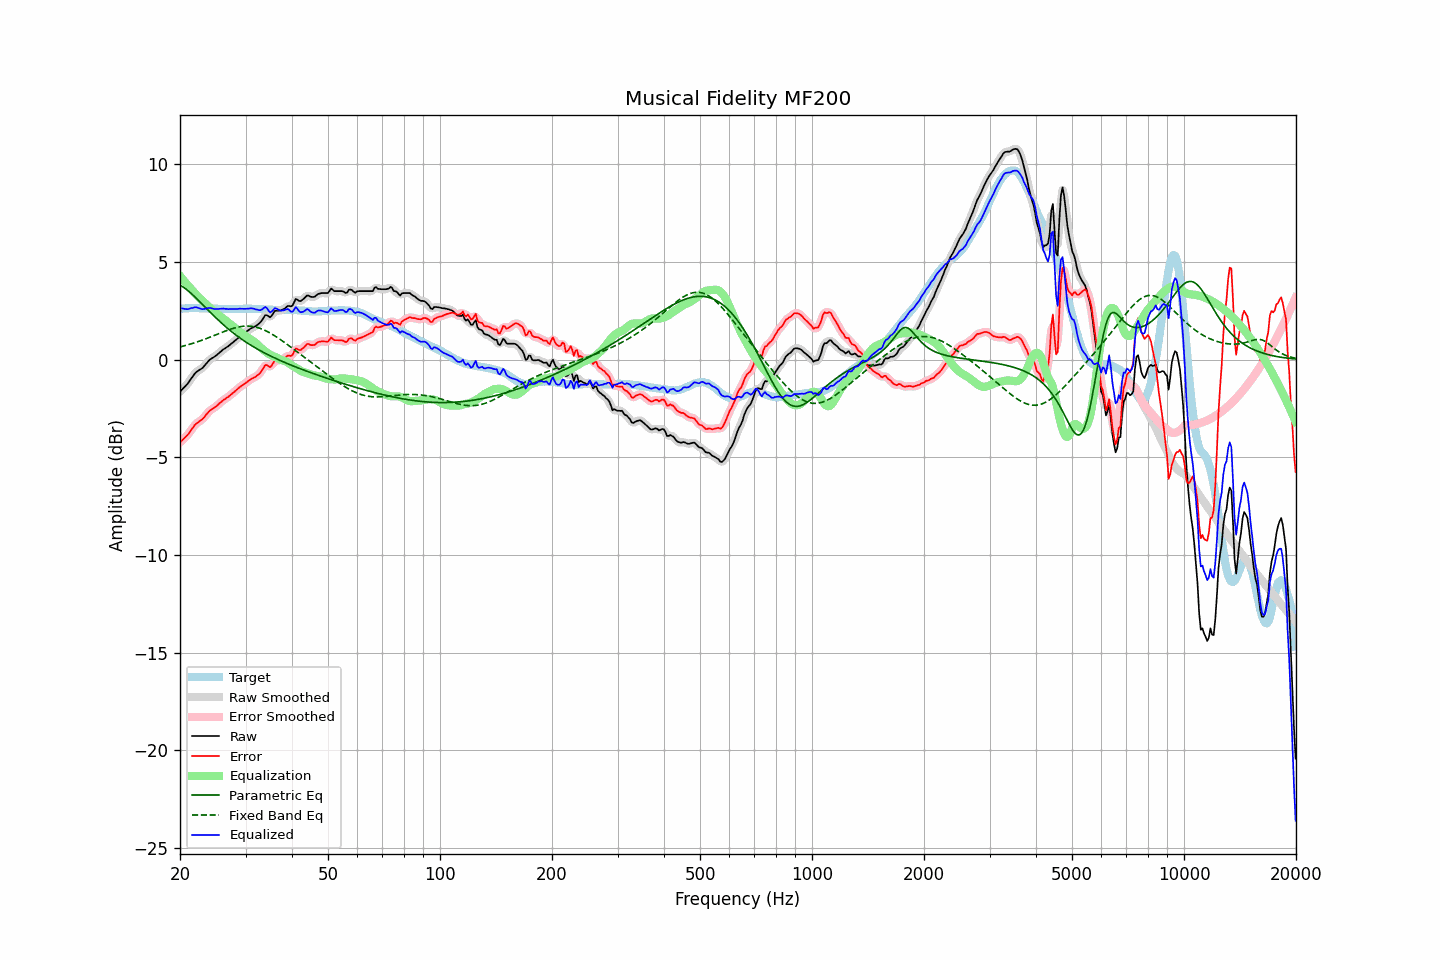 Musical Fidelity MF200
Amplitude (dBr)
10
5
0
−5
−10
−15
−20
−25
Target
Raw Smoothed
Error Smoothed
Raw
Error
Equalization
Parametric Eq
Fixed Band Eq
Equalized
20 50 100 200 500 1000 2000 5000 10000 20000
Frequency (Hz)